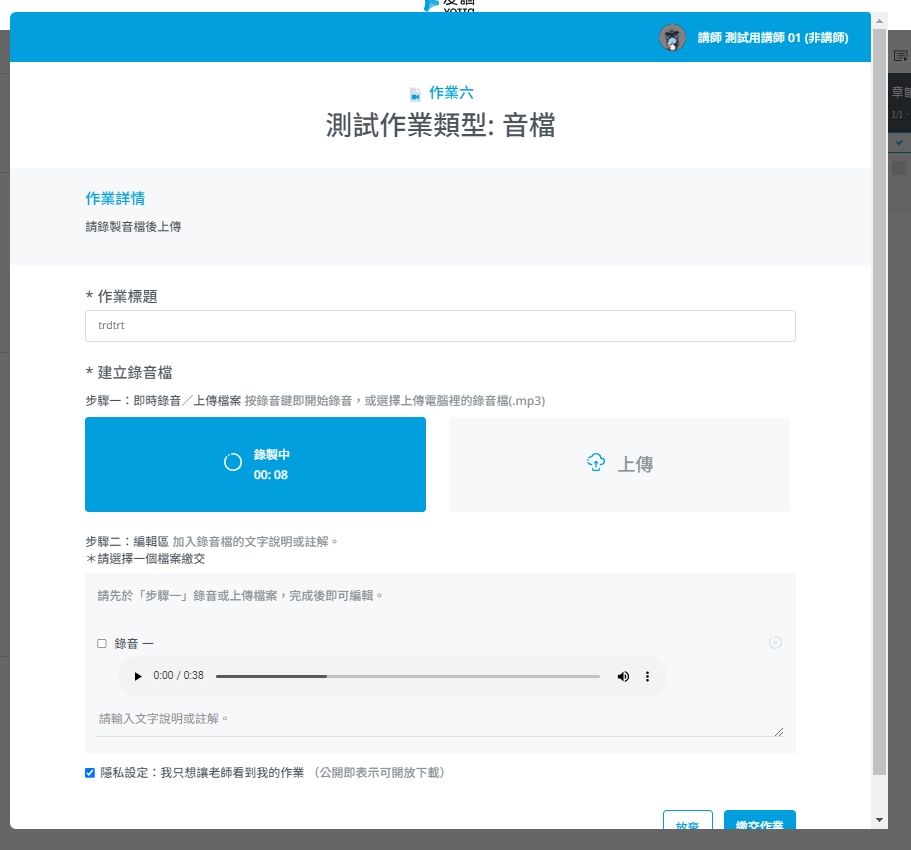 講師 測試用講師 01 (非講師)
作業六
測試作業類型: 音檔
作業詳情
請錄製音檔後上傳
* 作業標題
trdtrt
* 建立錄音檔
步驟一：即時錄音／上傳檔案 按錄音鍵即開始錄音，或選擇上傳電腦裡的錄音檔(.mp3)
錄製中
00: 08
上傳
步驟二：編輯區 加入錄音檔的文字說明或註解。
＊請選擇一個檔案繳交
請先於「步驟一」錄音或上傳檔案，完成後即可編輯。
錄音 一
0:00 / 0:38
請輸入文字說明或註解。
隱私設定：我只想讓老師看到我的作業 （公開即表示可開放下載）
放棄
繳交作業
1/1